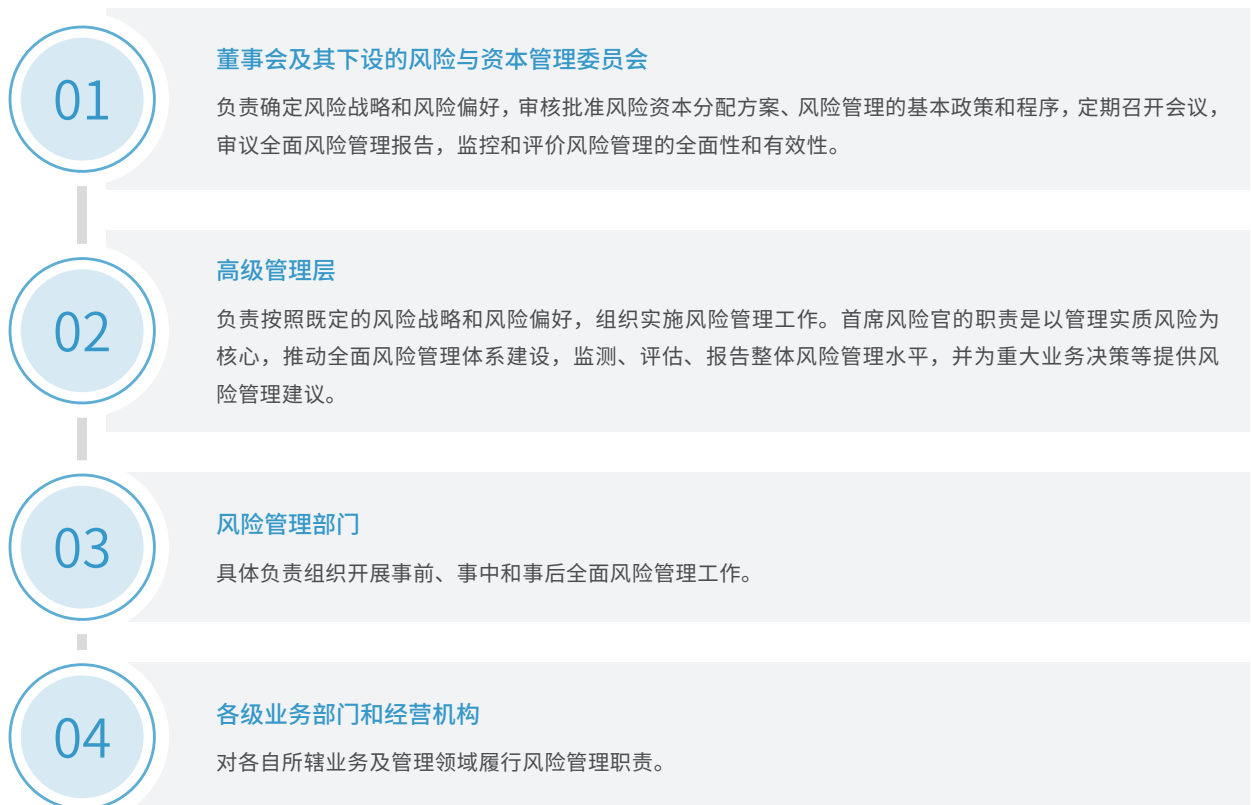 01
董事会及其下设的风险与资本管理委员会
负责确定风险战略和风险偏好，审核批准风险资本分配方案、风险管理的基本政策和程序，定期召开会议，
审议全面风险管理报告，监控和评价风险管理的全面性和有效性。
02
高级管理层
负责按照既定的风险战略和风险偏好，组织实施风险管理工作。首席风险官的职责是以管理实质风险为
核心，推动全面风险管理体系建设，监测、评估、报告整体风险管理水平，并为重大业务决策等提供风
险管理建议。
03
风险管理部门
具体负责组织开展事前、事中和事后全面风险管理工作。
04
各级业务部门和经营机构
对各自所辖业务及管理领域履行风险管理职责。